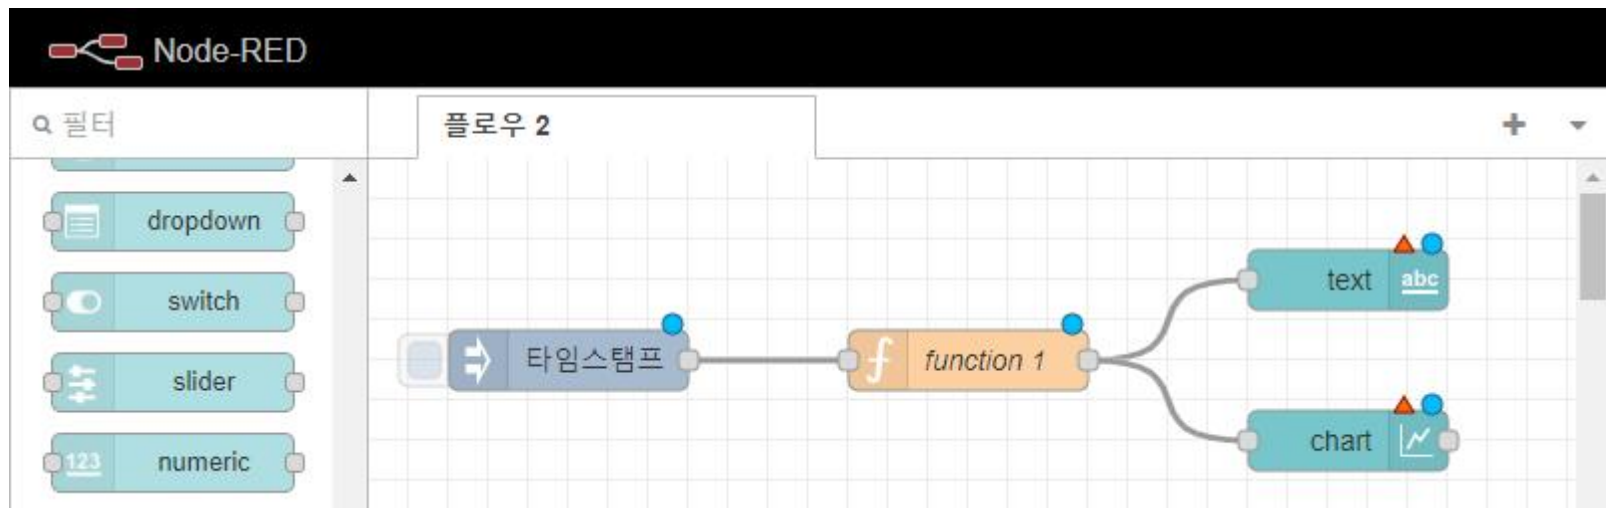 Node-RED
필터
플로우 2
dropdown
switch
slider
123 numeric
타임스탬프
function 1
text abc
chart